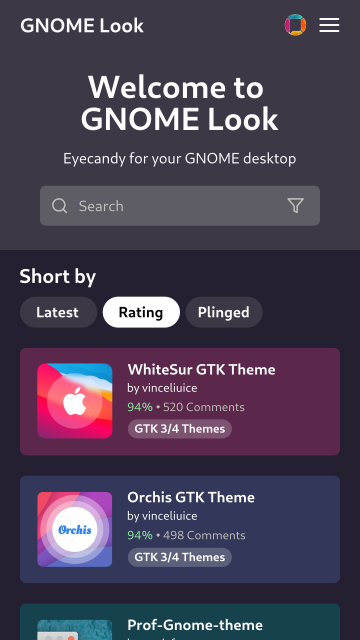 GNOME Look
Welcome to
GNOME Look
Eyecandy for your GNOME desktop
Search
Short by
Latest
Rating
Plinged
WhiteSur GTK Theme
by vinceliuice
94% • 520 Comments
GTK 3/4 Themes
Orchis
Orchis GTK Theme
by vinceliuice
94% • 498 Comments
GTK 3/4 Themes
Prof-Gnome-theme